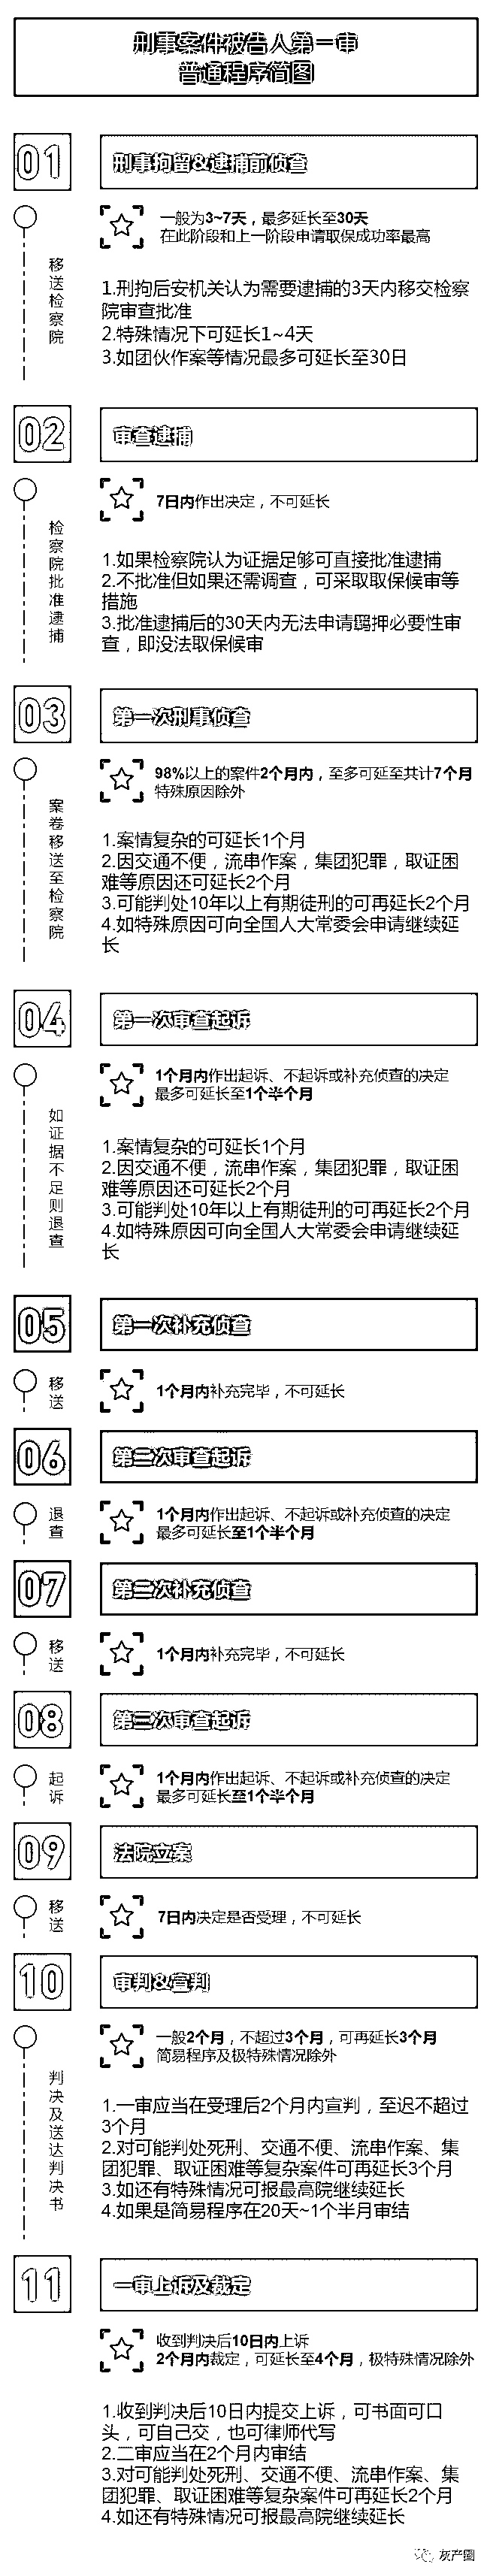 刑事案件被告人第一审
普通程序简图
01
刑事拘留&逮捕前侦查
移送检察院
一般为3~7天，最多延长至30天
在此阶段和上一阶段申请取保成功率最高
1.刑拘后安机关认为需要逮捕的3天内移交检察
院审查批准
2.特殊情况下可延长1~4天
3.如团伙作案等情况最多可延长至30日
02
审查逮捕
检察院批准逮捕
7日内作出决定，不可延长
1.如果检察院认为证据足够可直接批准逮捕
2.不批准但如果还需调查，可采取取保候审等
措施
3.批准逮捕后的30天内无法申请羁押必要性审
查，即没法取保候审
03
第一次刑事侦查
案卷移送至检察院
98%以上的案件2个月内，至多可延至共计7个月
特殊原因除外
1.案情复杂的可延长1个月
2.因交通不便，流串作案，集团犯罪，取证困
难等原因还可延长2个月
3.可能判处10年以上有期徒刑的可再延长2个月
4.如特殊原因可向全国人大常委会申请继续延
长
04
第一次审查起诉
如证据不足则退查
1个月内作出起诉、不起诉或补充侦查的决定
最多可延长至1个半个月
1.案情复杂的可延长1个月
2.因交通不便，流串作案，集团犯罪，取证困
难等原因还可延长2个月
3.可能判处10年以上有期徒刑的可再延长2个月
4.如特殊原因可向全国人大常委会申请继续延
长
05
第一次补充侦查
移送
1个月内补充完毕，不可延长
06
第二次审查起诉
退查
1个月内作出起诉、不起诉或补充侦查的决定
最多可延长至1个半个月
07
第二次补充侦查
移送
1个月内补充完毕，不可延长
08
第三次审查起诉
起诉
1个月内作出起诉、不起诉或补充侦查的决定
最多可延长至1个半个月
09
法院立案
移送
7日内决定是否受理，不可延长
10
审判&宣判
判决及送达判决书
一般2个月，不超过3个月，可再延长3个月
简易程序及极特殊情况除外
1.一审应当在受理后2个月内宣判，至迟不超过
3个月
2.对可能判处死刑、交通不便、流串作案、集
团犯罪、取证困难等复杂案件可再延长3个月
3.如还有特殊情况可报最高院继续延长
4.如果是简易程序在20天~1个半月审结
11
一审上诉及裁定
收到判决后10日内上诉
2个月内裁定，可延长至4个月，极特殊情况除外
1.收到判决后10日内提交上诉，可书面可口
头，可自己交，也可律师代写
2.二审应当在2个月内审结
3.对可能判处死刑、交通不便、流串作案、集
团犯罪、取证困难等复杂案件可再延长2个月
4.如还有特殊情况可报最高院继续延长
灰产圈